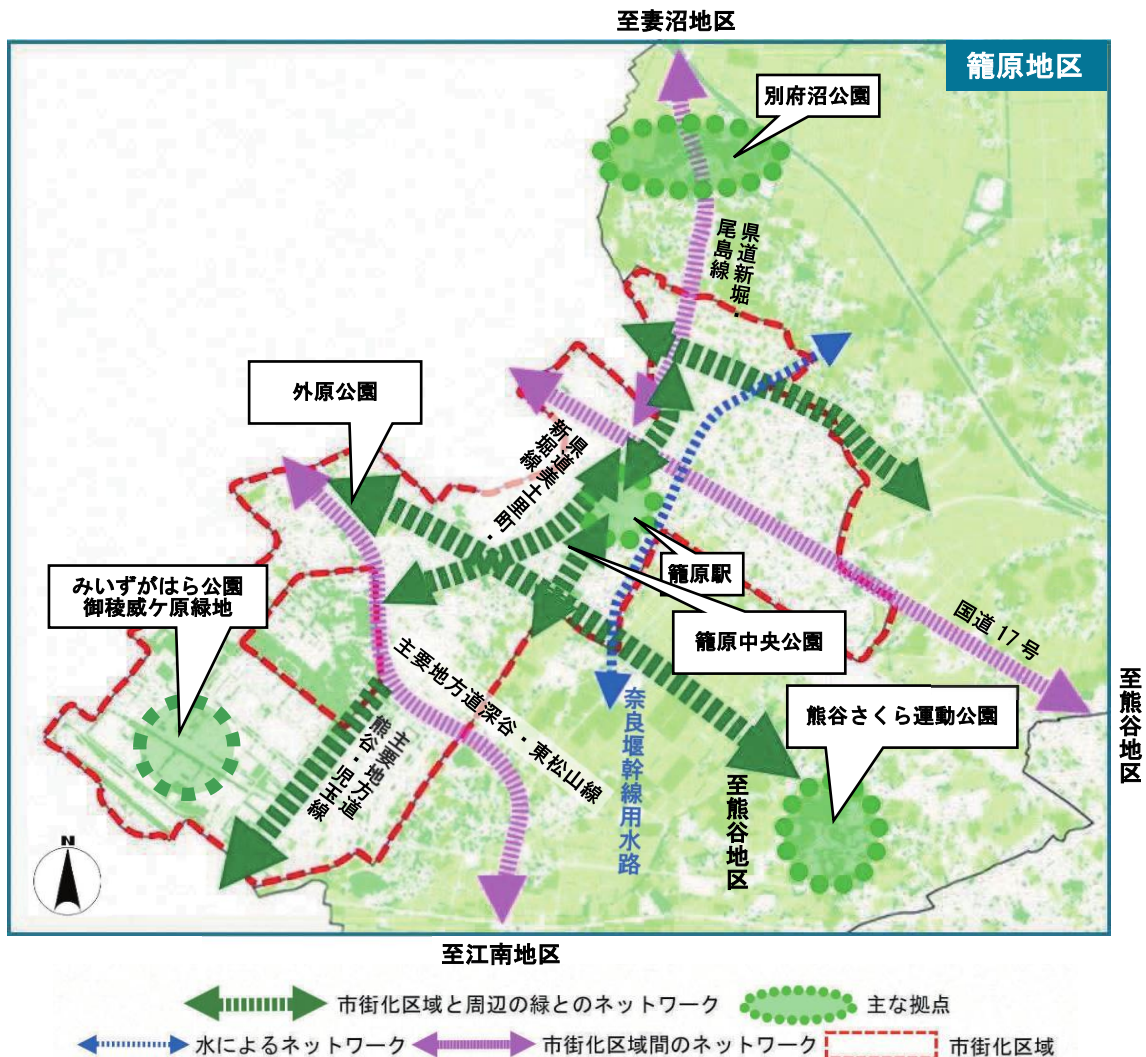 至妻沼地区
籠原地区
別府沼公園
県道新堀・
尾島線
外原公園
県道美土里町・
新堀線
籠原駅
みいずがはら公園
御稜威ケ原緑地
籠原中央公園
国道17号
至熊谷地区
主要地方道深谷・東松山線
熊谷さくら運動公園
主要地方道
熊谷・児玉線
奈良堰幹線用水路
至熊谷地区
N
至江南地区
市街化区域と周辺の緑とのネットワーク
主な拠点
水によるネットワーク
市街化区域間のネットワーク
市街化区域